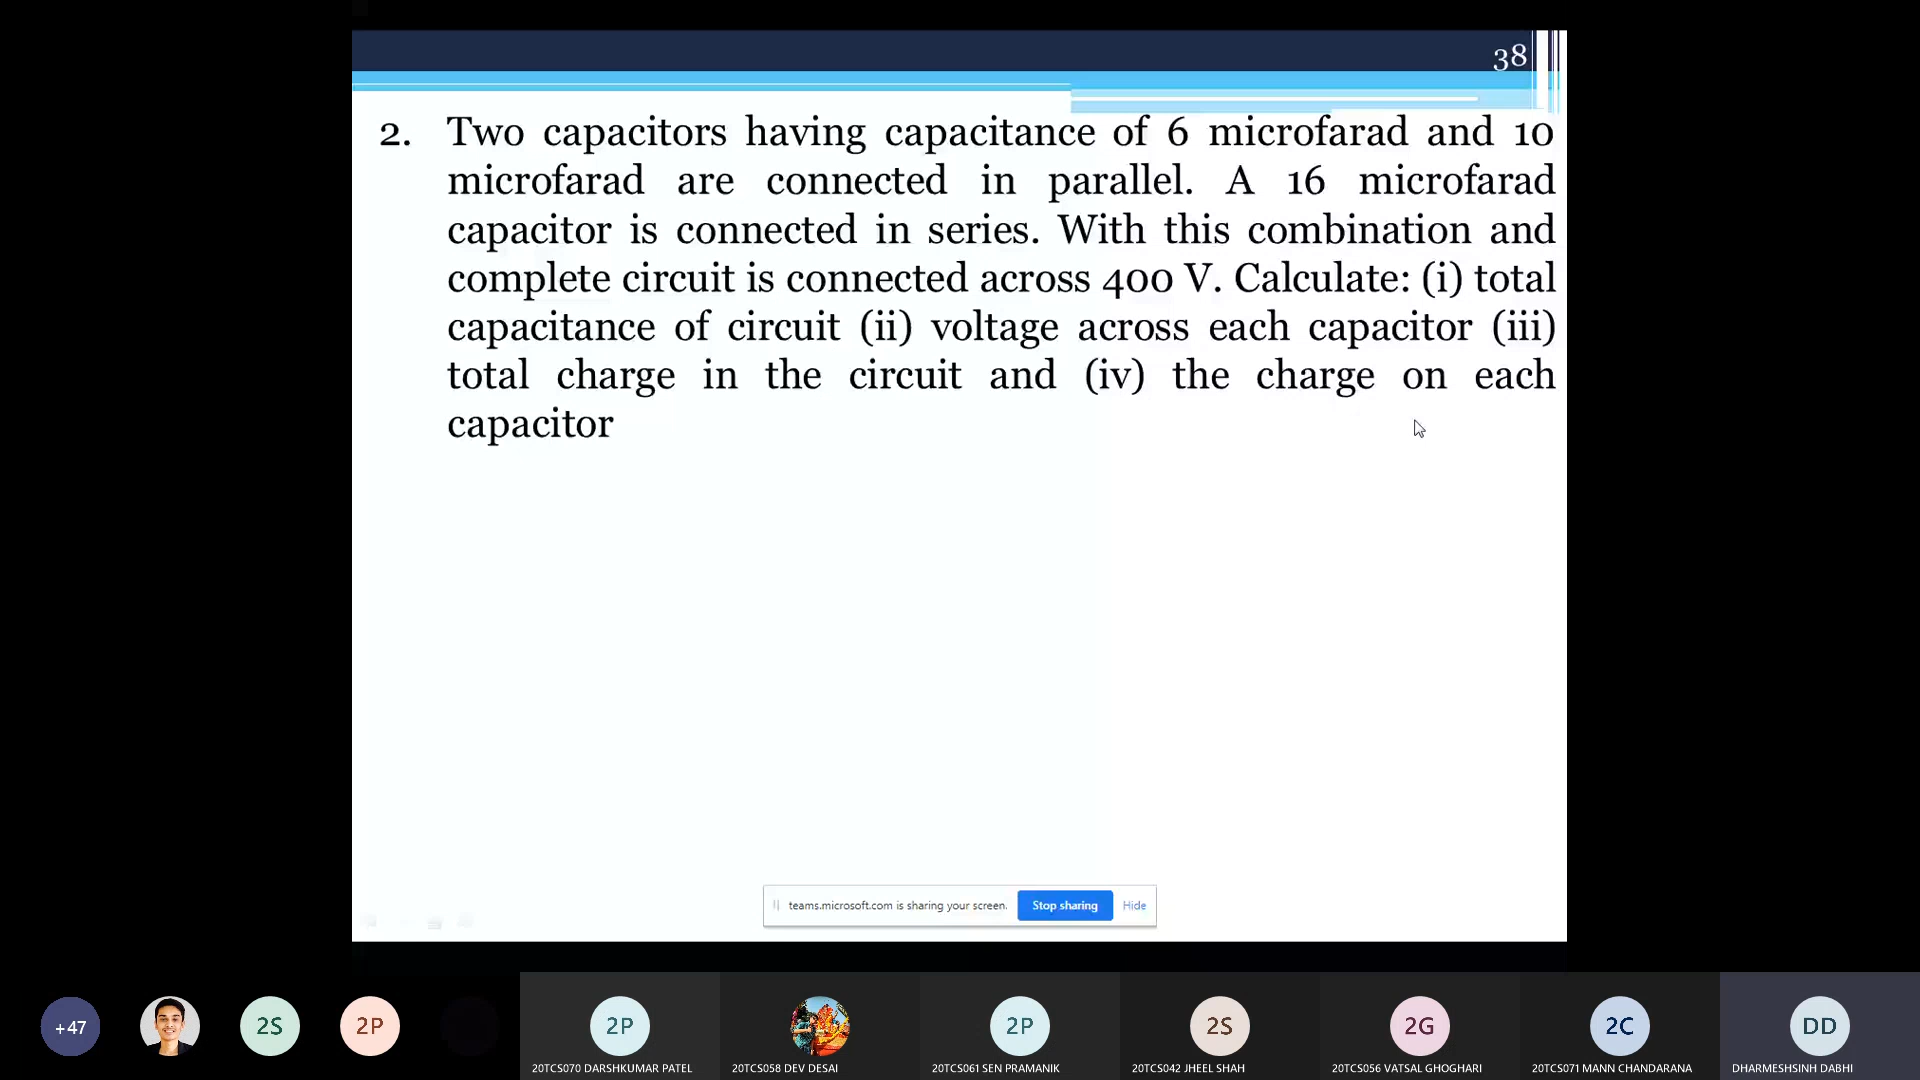 38
2. Two capacitors having capacitance of 6 microfarad and 10
microfarad are connected in parallel. A 16 microfarad
capacitor is connected in series. With this combination and
complete circuit is connected across 400 V. Calculate: (i) total
capacitance of circuit (ii) voltage across each capacitor (iii)
total charge in the circuit and (iv) the charge on each
capacitor
teams.microsoft.com is sharing your screen. Stop sharing Hide
+47 2S 2P 2P 2P 2S 2G 2C DD
20TCS070 DARSHKUMAR PATEL 20TCS058 DEV DESAI 20TCS061 SEN PRAMANIK 20TCS042 JHEEL SHAH 20TCS056 VATSAL GHOGHARI 20TCS071 MANN CHANDARANA DHARMESHSINH DABHI